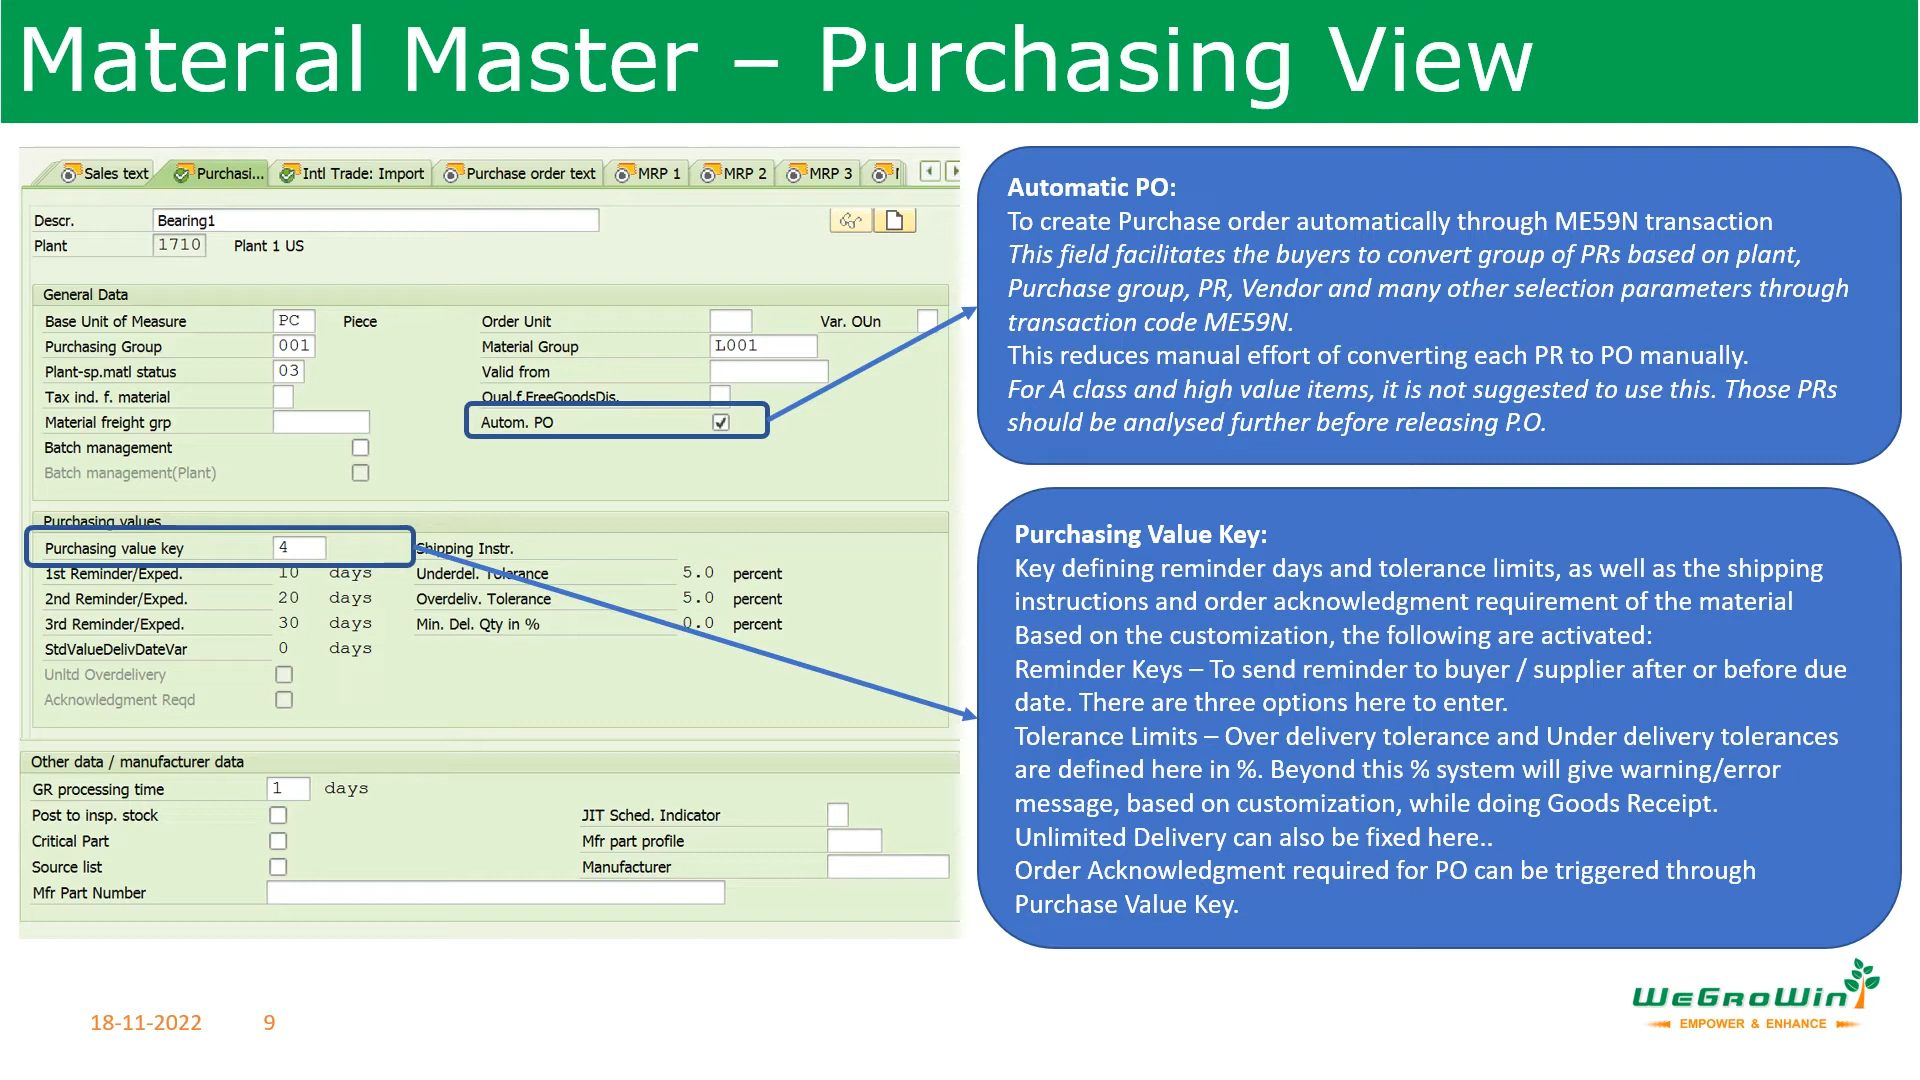 Material Master – Purchasing View
Sales text
Purchasi...
Intl Trade: Import
Purchase order text
MRP 1
MRP 2
MRP 3
Descr. Bearing1
Plant 1710 Plant 1 US
General Data
Base Unit of Measure PC Piece Order Unit Var. OUn
Purchasing Group 001 Material Group L001
Plant-sp.matl status 03 Valid from
Tax ind. f. material Qual.f.FreeGoodsDis.
Material freight grp Autom. PO
Batch management
Batch management(Plant)
Purchasing values
Purchasing value key 4 Shipping Instr.
1st Reminder/Exped. 10 days Underdel. Tolerance 5.0 percent
2nd Reminder/Exped. 20 days Overdeliv. Tolerance 5.0 percent
3rd Reminder/Exped. 30 days Min. Del. Qty in % 0.0 percent
StdValueDelivDateVar 0 days
Unltd Overdelivery
Acknowledgment Reqd
Other data / manufacturer data
GR processing time 1 days
Post to insp. stock JIT Sched. Indicator
Critical Part Mfr part profile
Source list Manufacturer
Mfr Part Number
Automatic PO:
To create Purchase order automatically through ME59N transaction
This field facilitates the buyers to convert group of PRs based on plant,
Purchase group, PR, Vendor and many other selection parameters through
transaction code ME59N.
This reduces manual effort of converting each PR to PO manually.
For A class and high value items, it is not suggested to use this. Those PRs
should be analysed further before releasing P.O.
Purchasing Value Key:
Key defining reminder days and tolerance limits, as well as the shipping
instructions and order acknowledgment requirement of the material
Based on the customization, the following are activated:
Reminder Keys – To send reminder to buyer / supplier after or before due
date. There are three options here to enter.
Tolerance Limits – Over delivery tolerance and Under delivery tolerances
are defined here in %. Beyond this % system will give warning/error
message, based on customization, while doing Goods Receipt.
Unlimited Delivery can also be fixed here..
Order Acknowledgment required for PO can be triggered through
Purchase Value Key.
18-11-2022 9
WeGroWin
EMPOWER & ENHANCE